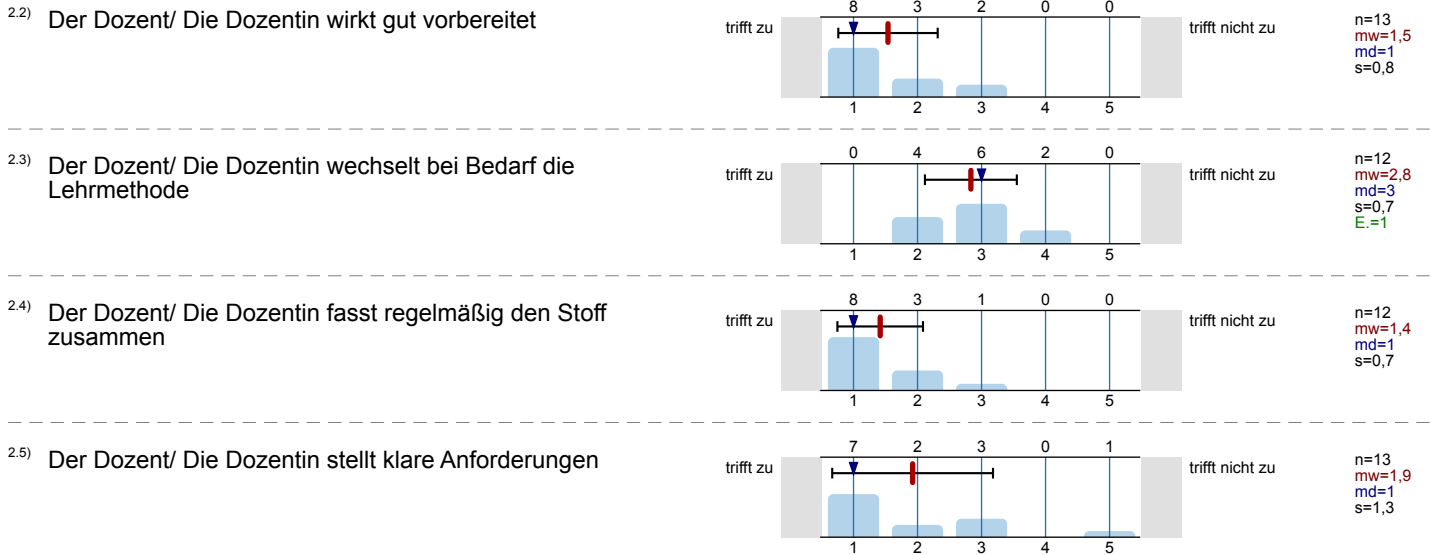 2.2) Der Dozent/ Die Dozentin wirkt gut vorbereitet
trifft zu
8 3 2 0 0
1 2 3 4 5
trifft nicht zu
n=13
mw=1,5
md=1
s=0,8
2.3) Der Dozent/ Die Dozentin wechselt bei Bedarf die
Lehrmethode
trifft zu
0 4 6 2 0
1 2 3 4 5
trifft nicht zu
n=12
mw=2,8
md=3
s=0,7
E.=1
2.4) Der Dozent/ Die Dozentin fasst regelmäßig den Stoff
zusammen
trifft zu
8 3 1 0 0
1 2 3 4 5
trifft nicht zu
n=12
mw=1,4
md=1
s=0,7
2.5) Der Dozent/ Die Dozentin stellt klare Anforderungen
trifft zu
7 2 3 0 1
1 2 3 4 5
trifft nicht zu
n=13
mw=1,9
md=1
s=1,3